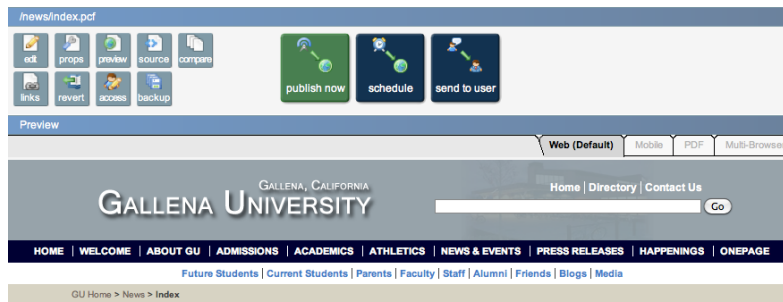 /news/index.pcf
edit props preview source compare
links revert access backup
publish now schedule send to user
Preview
Web (Default) Mobile PDF Multi-Browse
GALLENA, CALIFORNIA
GALLENA UNIVERSITY
Home | Directory | Contact Us
Go
HOME | WELCOME | ABOUT GU | ADMISSIONS | ACADEMICS | ATHLETICS | NEWS & EVENTS | PRESS RELEASES | HAPPENINGS | ONEPAGE
Future Students | Current Students | Parents | Faculty | Staff | Alumni | Friends | Blogs | Media
GU Home > News > Index